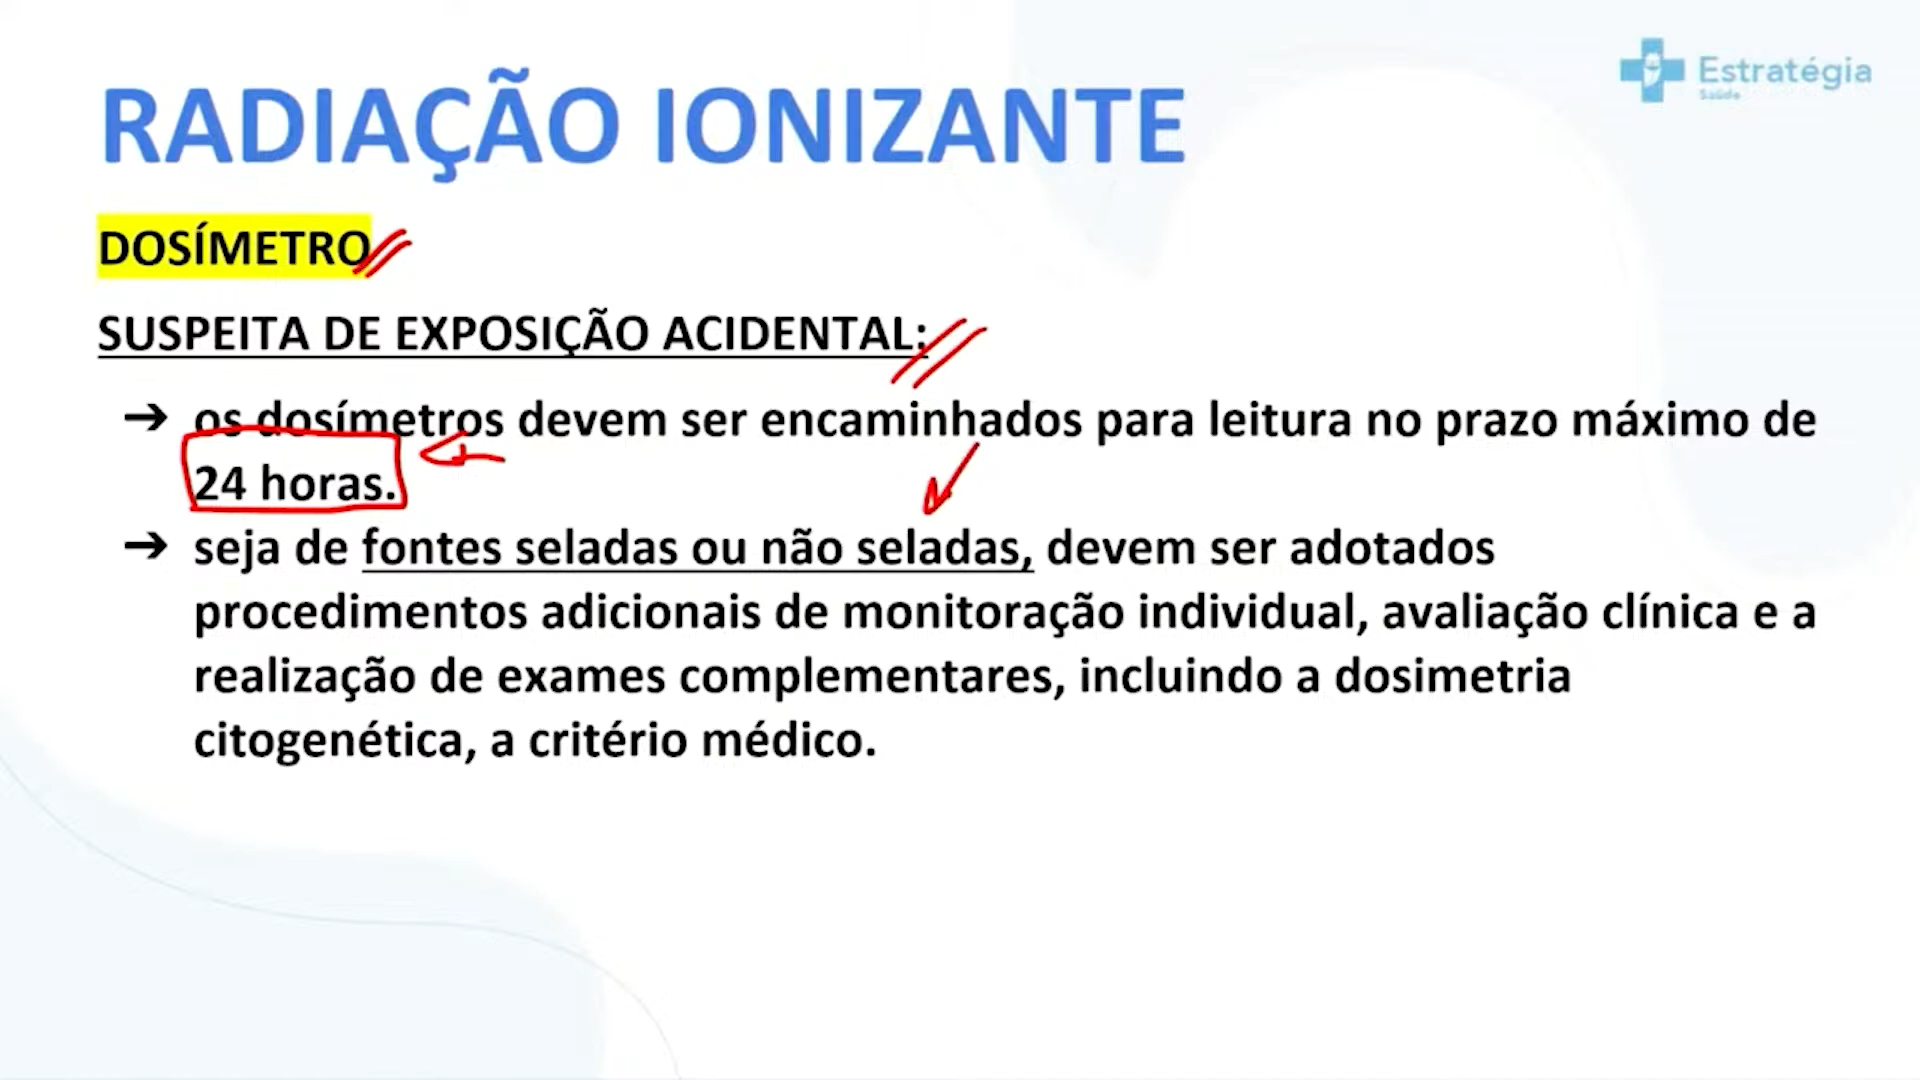 Estratégia
Saúde
RADIAÇÃO IONIZANTE
DOSÍMETRO
SUSPEITA DE EXPOSIÇÃO ACIDENTAL:
➔ os dosímetros devem ser encaminhados para leitura no prazo máximo de
24 horas.
➔ seja de fontes seladas ou não seladas, devem ser adotados
procedimentos adicionais de monitoração individual, avaliação clínica e a
realização de exames complementares, incluindo a dosimetria
citogenética, a critério médico.